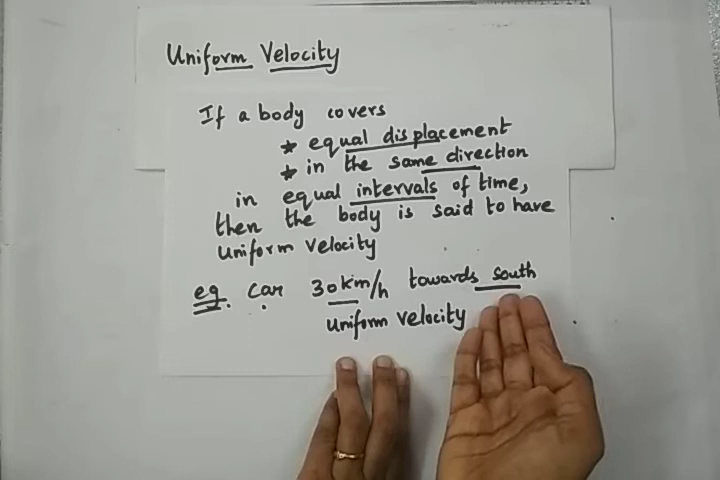 Uniform Velocity
If a body covers
* equal displacement
* in the same direction
in equal intervals of time,
then the body is said to have
uniform velocity
eg. car 30km/h towards south
uniform velocity